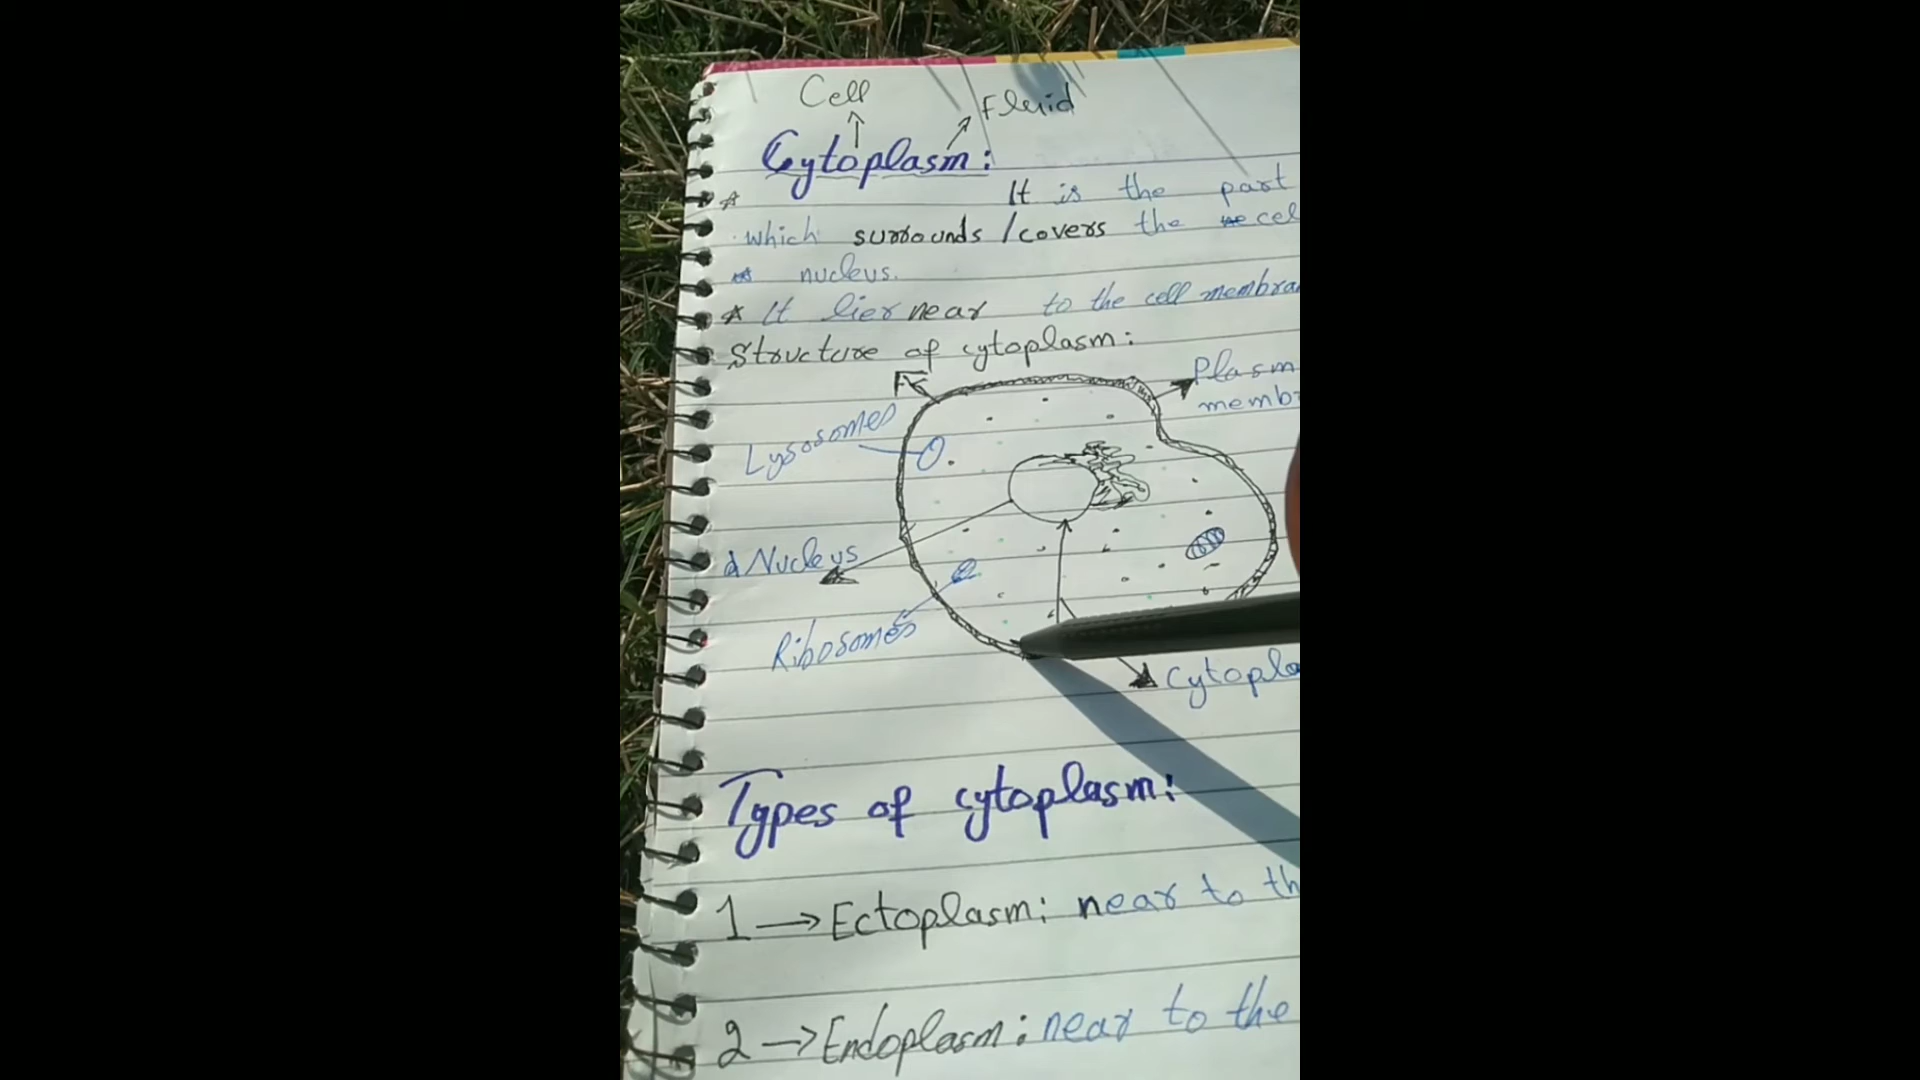 Cell
Fluid
Cytoplasm:
It is the part
which surrounds/covers the cel
nucleus.
* It lies near to the cell membra
Structure of cytoplasm:
Plasm
memb
Lysosomes
Nucleus
Ribosomes
Cytopla
Types of cytoplasm:
1 → Ectoplasm: near to th
2 → Endoplasm: near to the